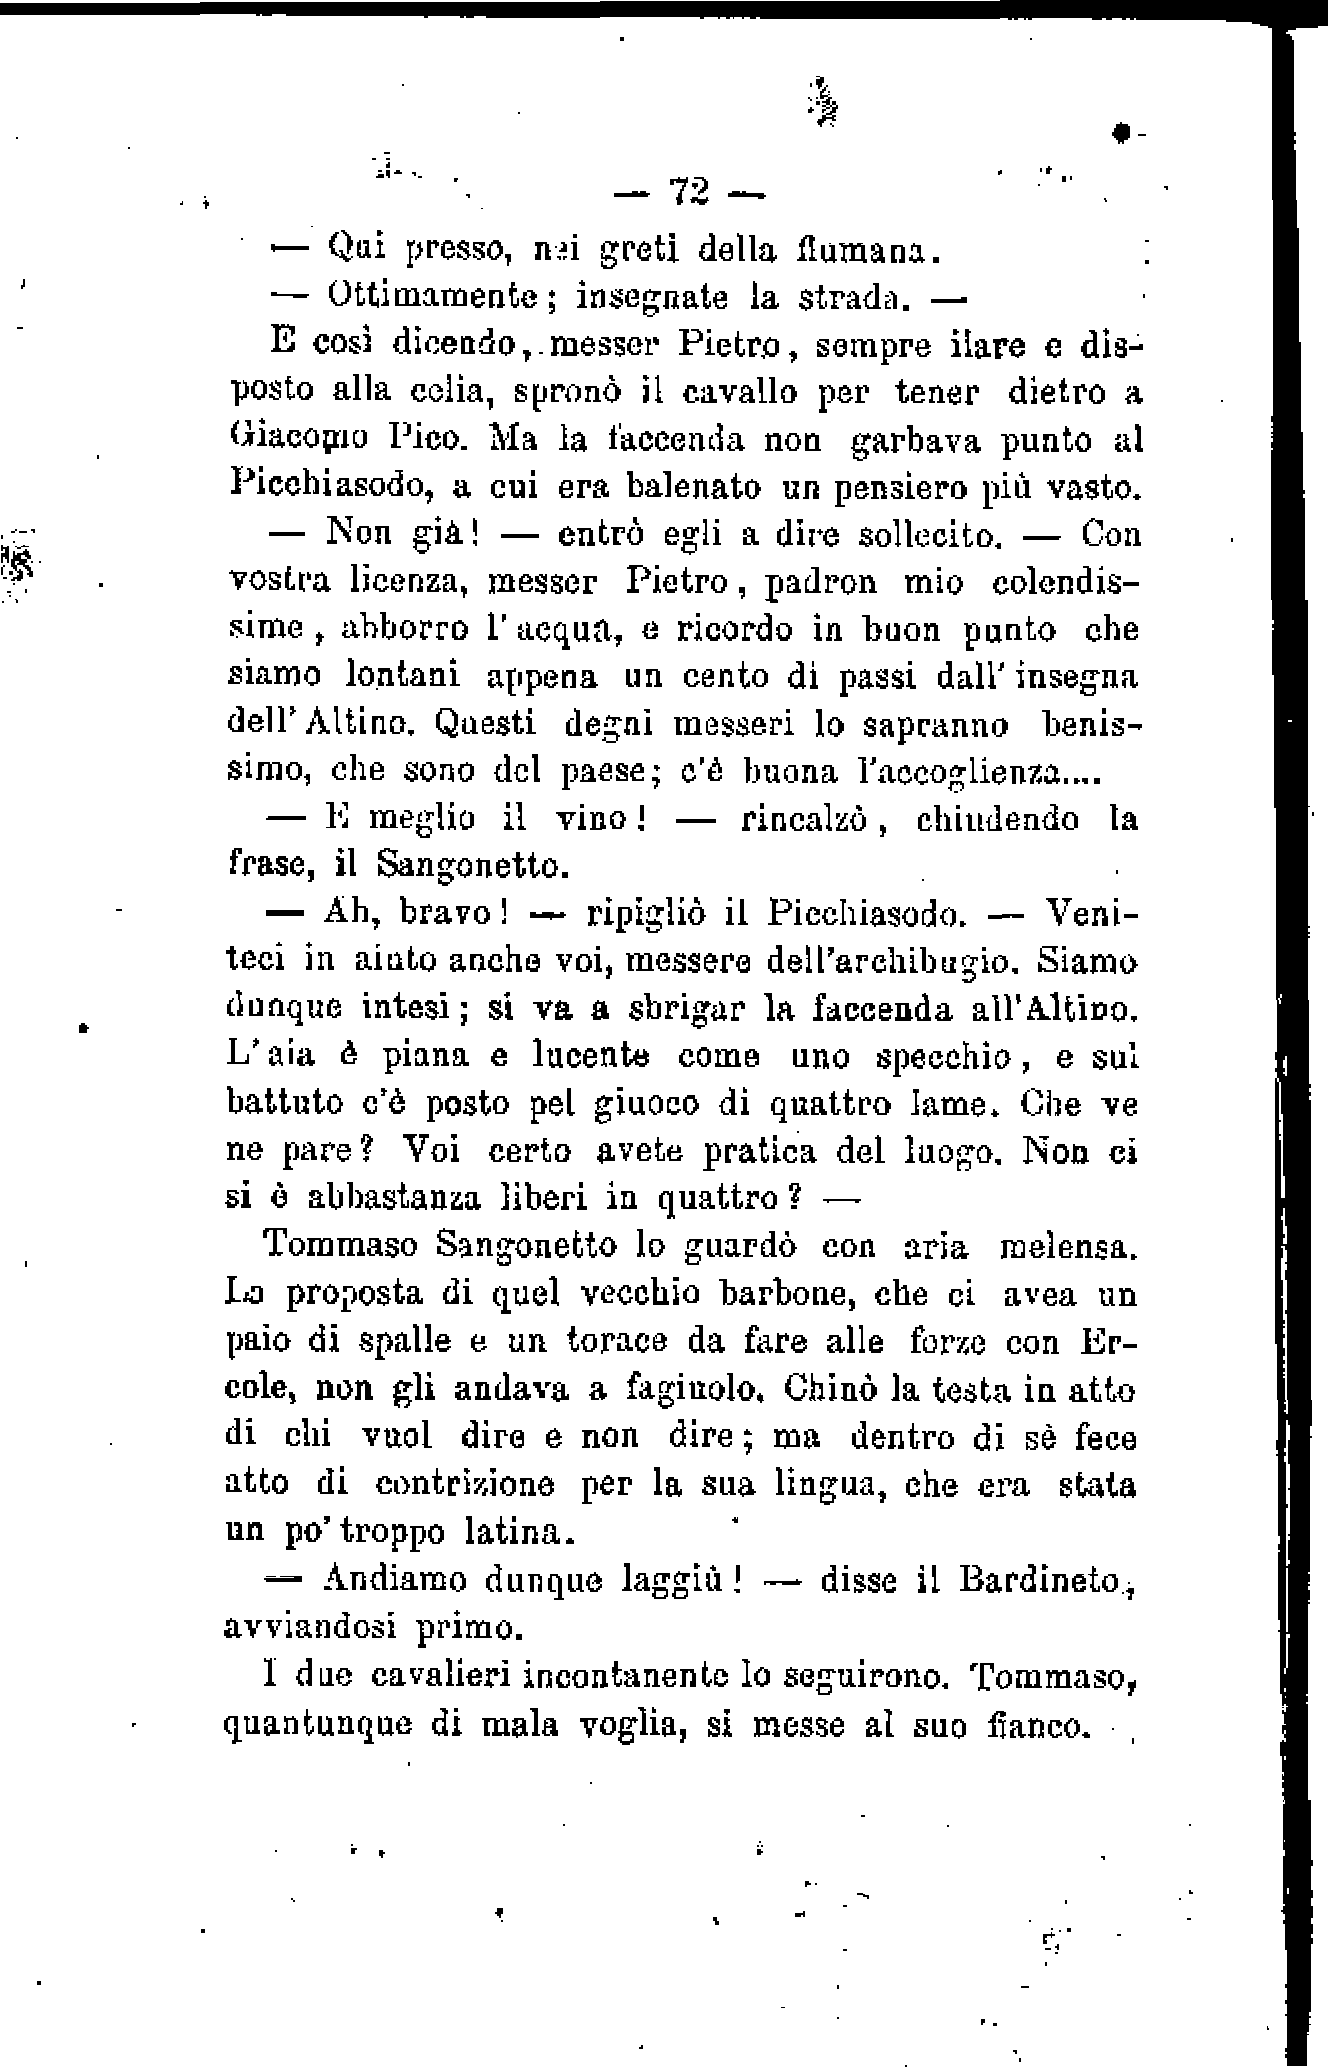 — 72 —
— Qui presso, nei greti della fiumana.
— Ottimamente; insegnate la strada. —
E così dicendo, messer Pietro, sempre ilare e dis-
posto alla celia, spronò il cavallo per tener dietro a
Giacomo Pico. Ma la faccenda non garbava punto al
Picchiasodo, a cui era balenato un pensiero più vasto.
— Non già! — entrò egli a dire sollecito. — Con
vostra licenza, messer Pietro, padron mio colendis-
sime, abborro l'acqua, e ricordo in buon punto che
siamo lontani appena un cento di passi dall'insegna
dell'Altino. Questi degni messeri lo sapranno benis-
simo, che sono del paese; c'è buona l'accoglienza....
— E meglio il vino! — rincalzò, chiudendo la
frase, il Sangonetto.
— Ah, bravo! — ripigliò il Picchiasodo. — Veni-
teci in aiuto anche voi, messere dell'archibugio. Siamo
dunque intesi; si va a sbrigar la faccenda all'Altino.
L'aia è piana e lucente come uno specchio, e sul
battuto c'è posto pel giuoco di quattro lame. Che ve
ne pare? Voi certo avete pratica del luogo. Non ci
si è abbastanza liberi in quattro? —
Tommaso Sangonetto lo guardò con aria melensa.
La proposta di quel vecchio barbone, che ci avea un
paio di spalle e un torace da fare alle forze con Er-
cole, non gli andava a fagiuolo. Chinò la testa in atto
di chi vuol dire e non dire; ma dentro di sè fece
atto di contrizione per la sua lingua, che era stata
un po' troppo latina.
— Andiamo dunque laggiù! — disse il Bardineto,
avviandosi primo.
I due cavalieri incontanente lo seguirono. Tommaso,
quantunque di mala voglia, si messe al suo fianco.